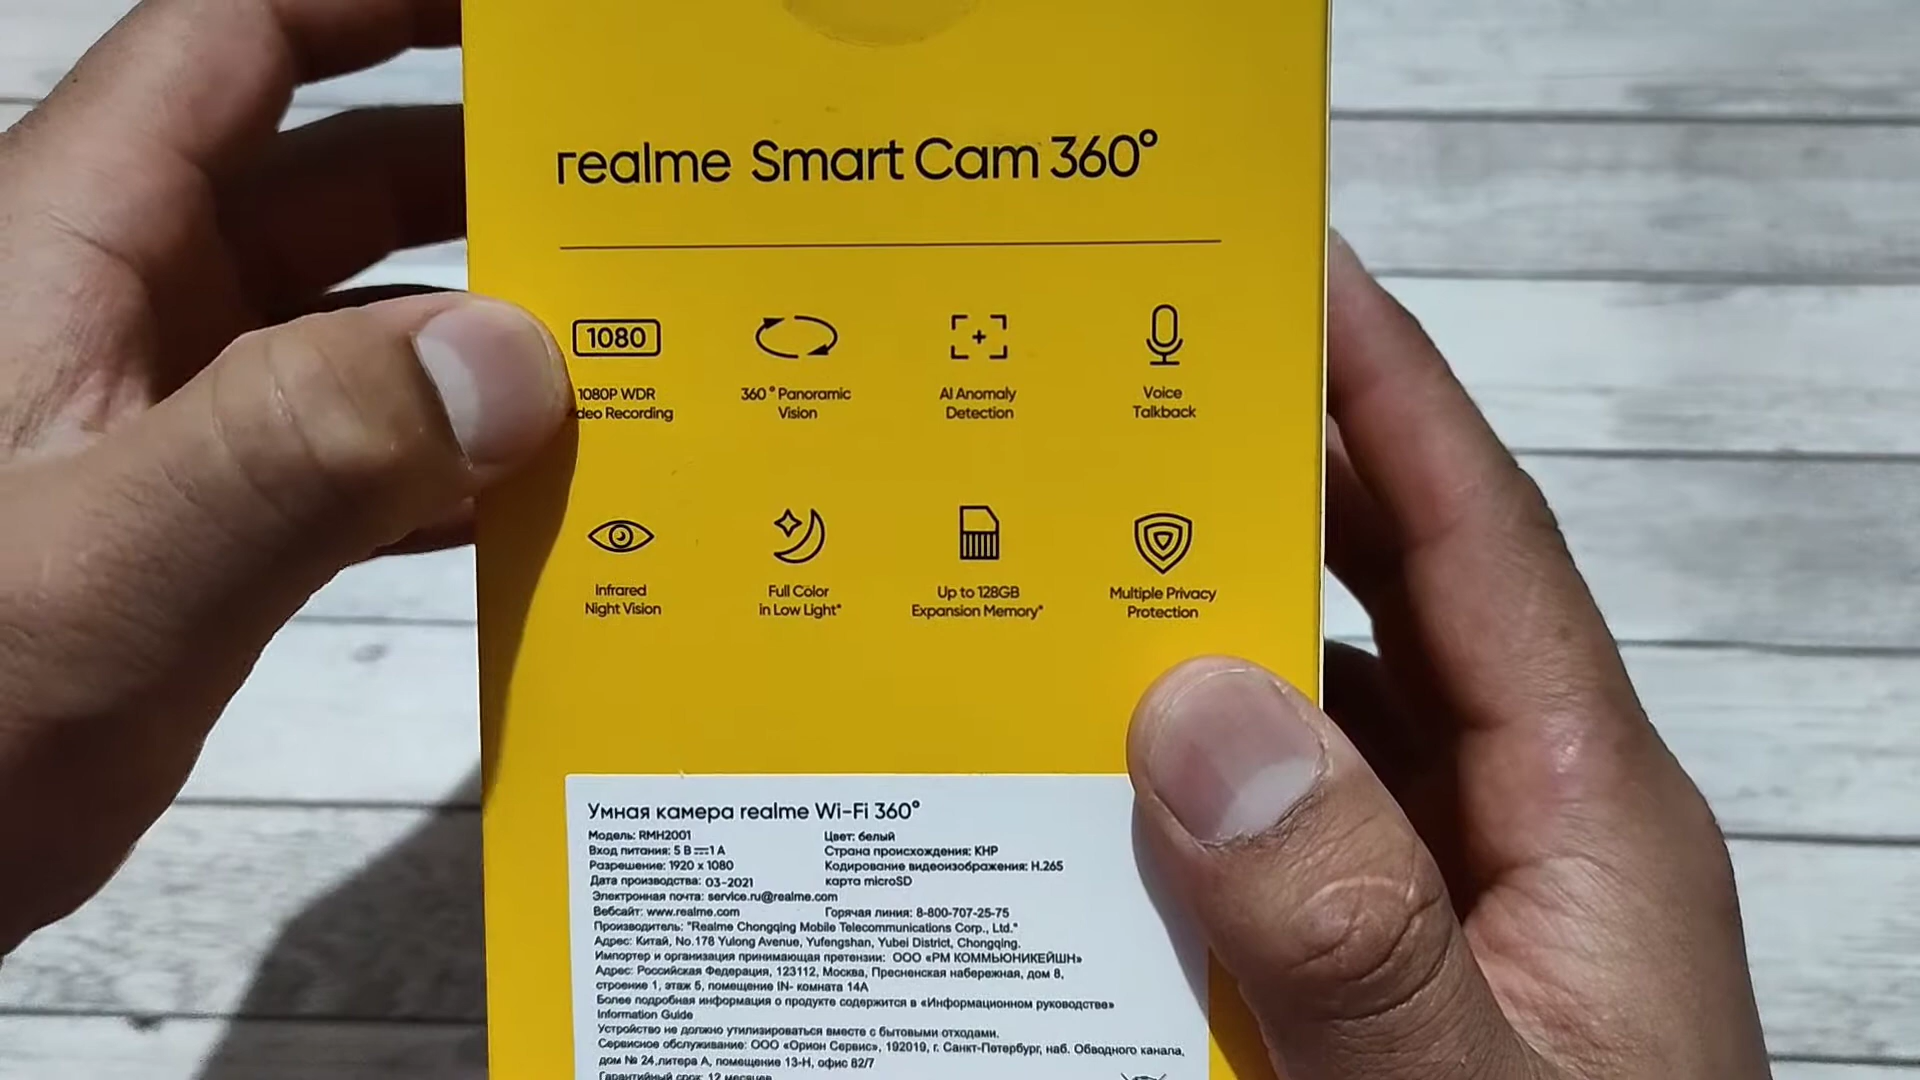 realme Smart Cam 360°
1080
1080P WDR
Recording
360° Panoramic
Vision
AI Anomaly
Detection
Voice
Talkback
Infrared
Night Vision
Full Color
in Low Light*
Up to 128GB
Expansion Memory*
Multiple Privacy
Protection
Умная камера realme Wi-Fi 360°
Модель: RMH2001
Цвет: белый
Вход питания: 5 В ⎓ 1 А
Страна происхождения: КНР
Разрешение: 1920 x 1080
Кодирование видеоизображения: H.265
Дата производства: 03-2021
карта microSD
Электронная почта: service.ru@realme.com
Вебсайт: www.realme.com
Горячая линия: 8-800-707-25-75
Производитель: "Realme Chongqing Mobile Telecommunications Corp., Ltd."
Адрес: Китай, No.178 Yulong Avenue, Yufengshan, Yubei District, Chongqing.
Импортер и организация принимающая претензии: ООО «РМ КОММЬЮНИКЕЙШН»
Адрес: Российская Федерация, 123112, Москва, Пресненская набережная, дом 8,
строение 1, этаж 5, помещение IN- комната 14А
Более подробная информация о продукте содержится в «Информационном руководстве»
Information Guide
Устройство не должно утилизироваться вместе с бытовыми отходами.
Сервисное обслуживание: ООО «Орион Сервис», 192019, г. Санкт-Петербург, наб. Обводного канала,
дом № 24,литера А, помещение 13-Н, офис 82/7
Гарантийный срок: 12 месяцев